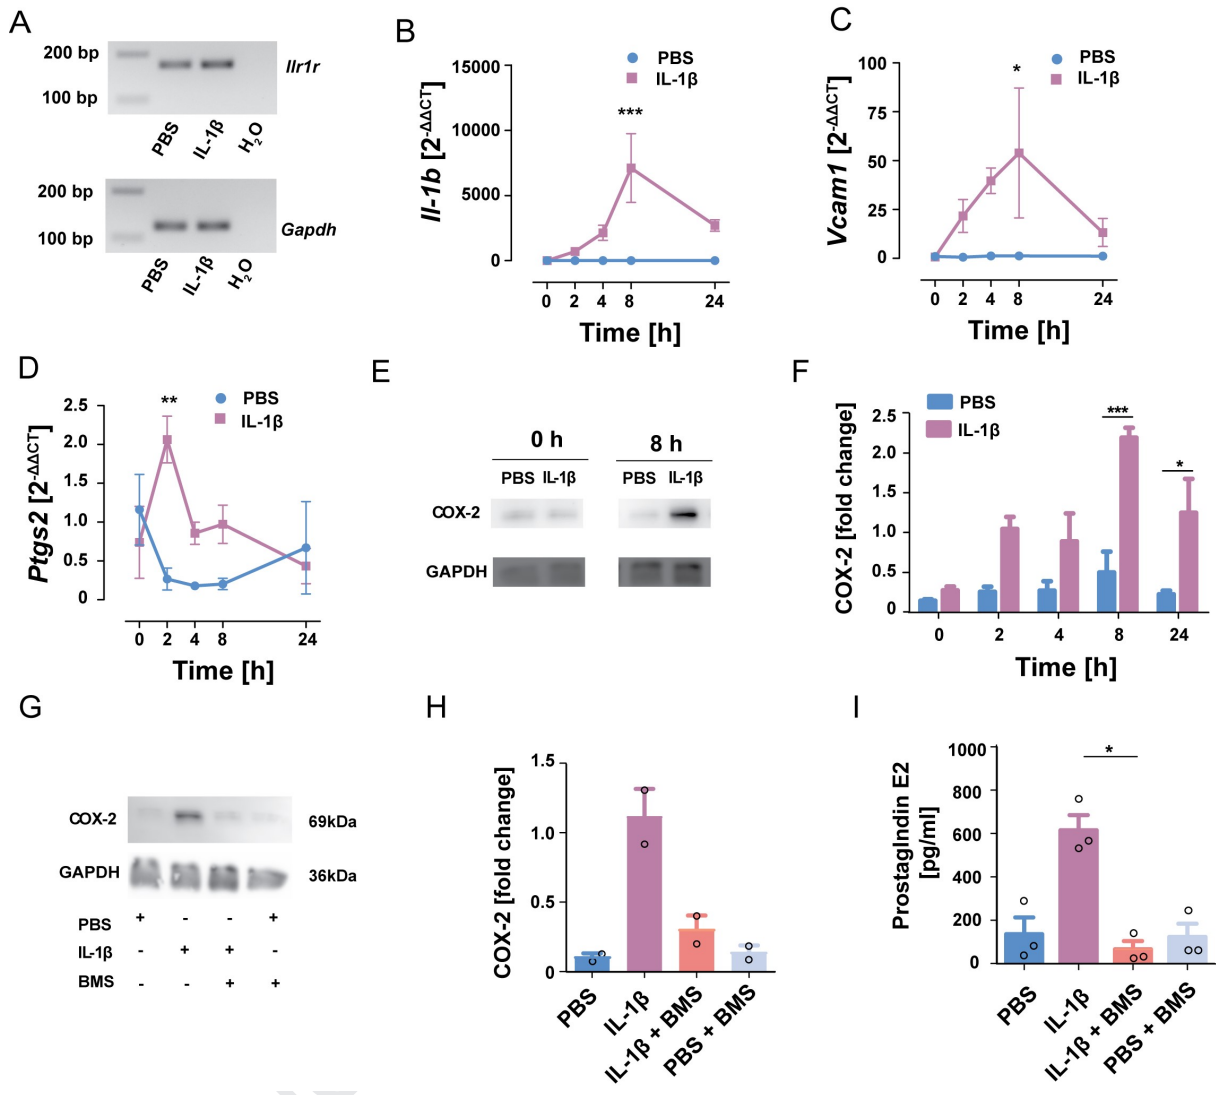 A
200 bp
100 bp
Ilr1r
PBS
IL-1β
H2O
200 bp
100 bp
Gapdh
PBS
IL-1β
H2O
B
PBS
IL-1β
Il-1b [2-ΔΔCT]
15000
10000
5000
0
***
0 2 4 8 24
Time [h]
C
PBS
IL-1β
Vcam1 [2-ΔΔCT]
100
75
50
25
0
*
0 2 4 8 24
Time [h]
D
PBS
IL-1β
Ptgs2 [2-ΔΔCT]
2.5
2.0
1.5
1.0
0.5
0
**
0 2 4 8 24
Time [h]
E
0 h 8 h
PBS IL-1β PBS IL-1β
COX-2
GAPDH
F
PBS
IL-1β
COX-2 [fold change]
2.5
2.0
1.5
1.0
0.5
0
***
*
0 2 4 8 24
Time [h]
G
COX-2 69kDa
GAPDH 36kDa
PBS + - - +
IL-1β - + + -
BMS - - + +
H
COX-2 [fold change]
1.5
1.0
0.5
0
PBS
IL-1β
IL-1β + BMS
PBS + BMS
I
Prostaglndin E2
[pg/ml]
1000
800
600
400
200
0
*
PBS
IL-1β
IL-1β + BMS
PBS + BMS